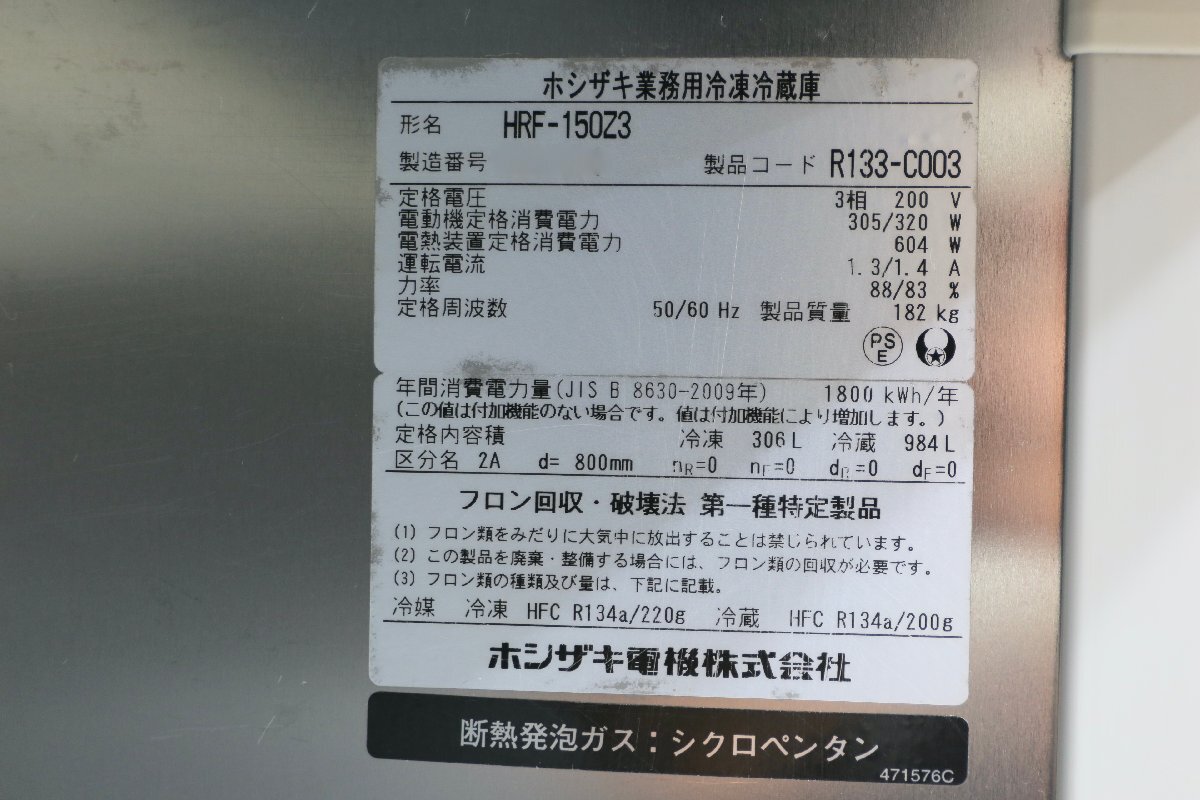 ホシザキ業務用冷凍冷蔵庫
形名 HRF-150Z3
製造番号 製品コード R133-C003
定格電圧 3相 200 V
電動機定格消費電力 305/320 W
電熱装置定格消費電力 604 W
運転電流 1.3/1.4 A
力率 88/83 %
定格周波数 50/60 Hz 製品質量 182 kg
PS
E
年間消費電力量(JIS B 8630-2009年) 1800 kWh/年
(この値は付加機能のない場合です。値は付加機能により増加します。)
定格内容積 冷凍 306L 冷蔵 984L
区分名 2A d= 800mm nR=0 nF=0 dR=0 dF=0
フロン回収・破壊法 第一種特定製品
(1) フロン類をみだりに大気中に放出することは禁じられています。
(2) この製品を廃棄・整備する場合には、フロン類の回収が必要です。
(3) フロン類の種類及び量は、下記に記載。
冷媒 冷凍 HFC R134a/220g 冷蔵 HFC R134a/200g
ホシザキ電機株式会社
断熱発泡ガス：シクロペンタン
471576C